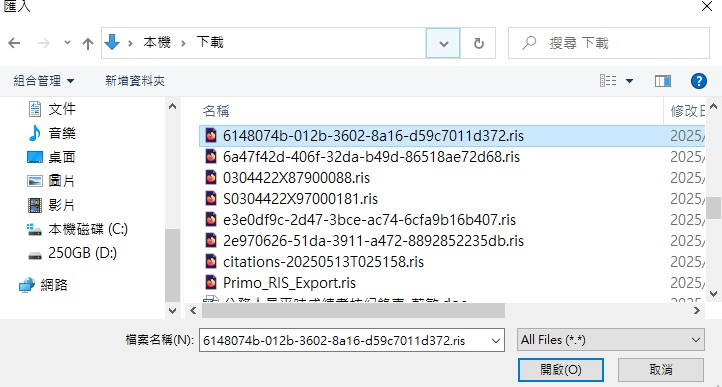 匯入
本機 下載
搜尋 下載
組合管理 新增資料夾
名稱 修改日
文件
音樂
桌面
圖片
影片
本機磁碟 (C:)
250GB (D:)
網路
6148074b-012b-3602-8a16-d59c7011d372.ris 2025/
6a47f42d-406f-32da-b49d-86518ae72d68.ris 2025/
0304422X87900088.ris 2025/
S0304422X97000181.ris 2025/
e3e0df9c-2d47-3bce-ac74-6cfa9b16b407.ris 2025/
2e970626-51da-3911-a472-8892852235db.ris 2025/
citations-20250513T025158.ris 2025/
Primo_RIS_Export.ris 2025/
檔案名稱(N): 6148074b-012b-3602-8a16-d59c7011d372.ris All Files (*.*)
開啟(O) 取消